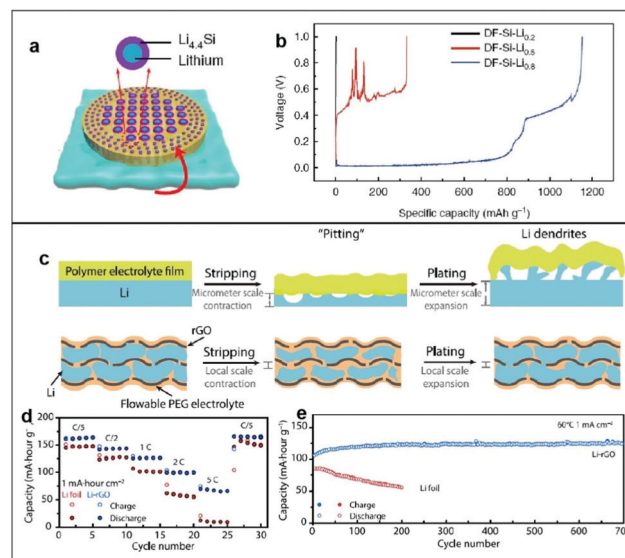 a
Li4.4Si
Lithium
b
DF-Si-Li0.2
DF-Si-Li0.5
DF-Si-Li0.8
Voltage (V)
1.0
0.8
0.6
0.4
0.2
0.0
0 200 400 600 800 1000 1200
Specific capacity (mAh g⁻¹)
c
"Pitting"
Li dendrites
Polymer electrolyte film
Li
Stripping
Micrometer scale
contraction
Plating
Micrometer scale
expansion
rGO
Stripping
Local scale
contraction
Plating
Local scale
expansion
Li
Flowable PEG electrolyte
d
Capacity (mA·hour g⁻¹)
200
150
100
50
0
C/5
C/2
1 C
2 C
5 C
C/5
1 mA·hour cm⁻²
Li foil Li-rGO
Charge
Discharge
0 5 10 15 20 25 30
Cycle number
e
Capacity (mA·hour g⁻¹)
200
150
100
50
0
60°C 1 mA cm⁻²
Li-rGO
Li foil
Charge
Discharge
0 100 200 300 400 500 600 700
Cycle number